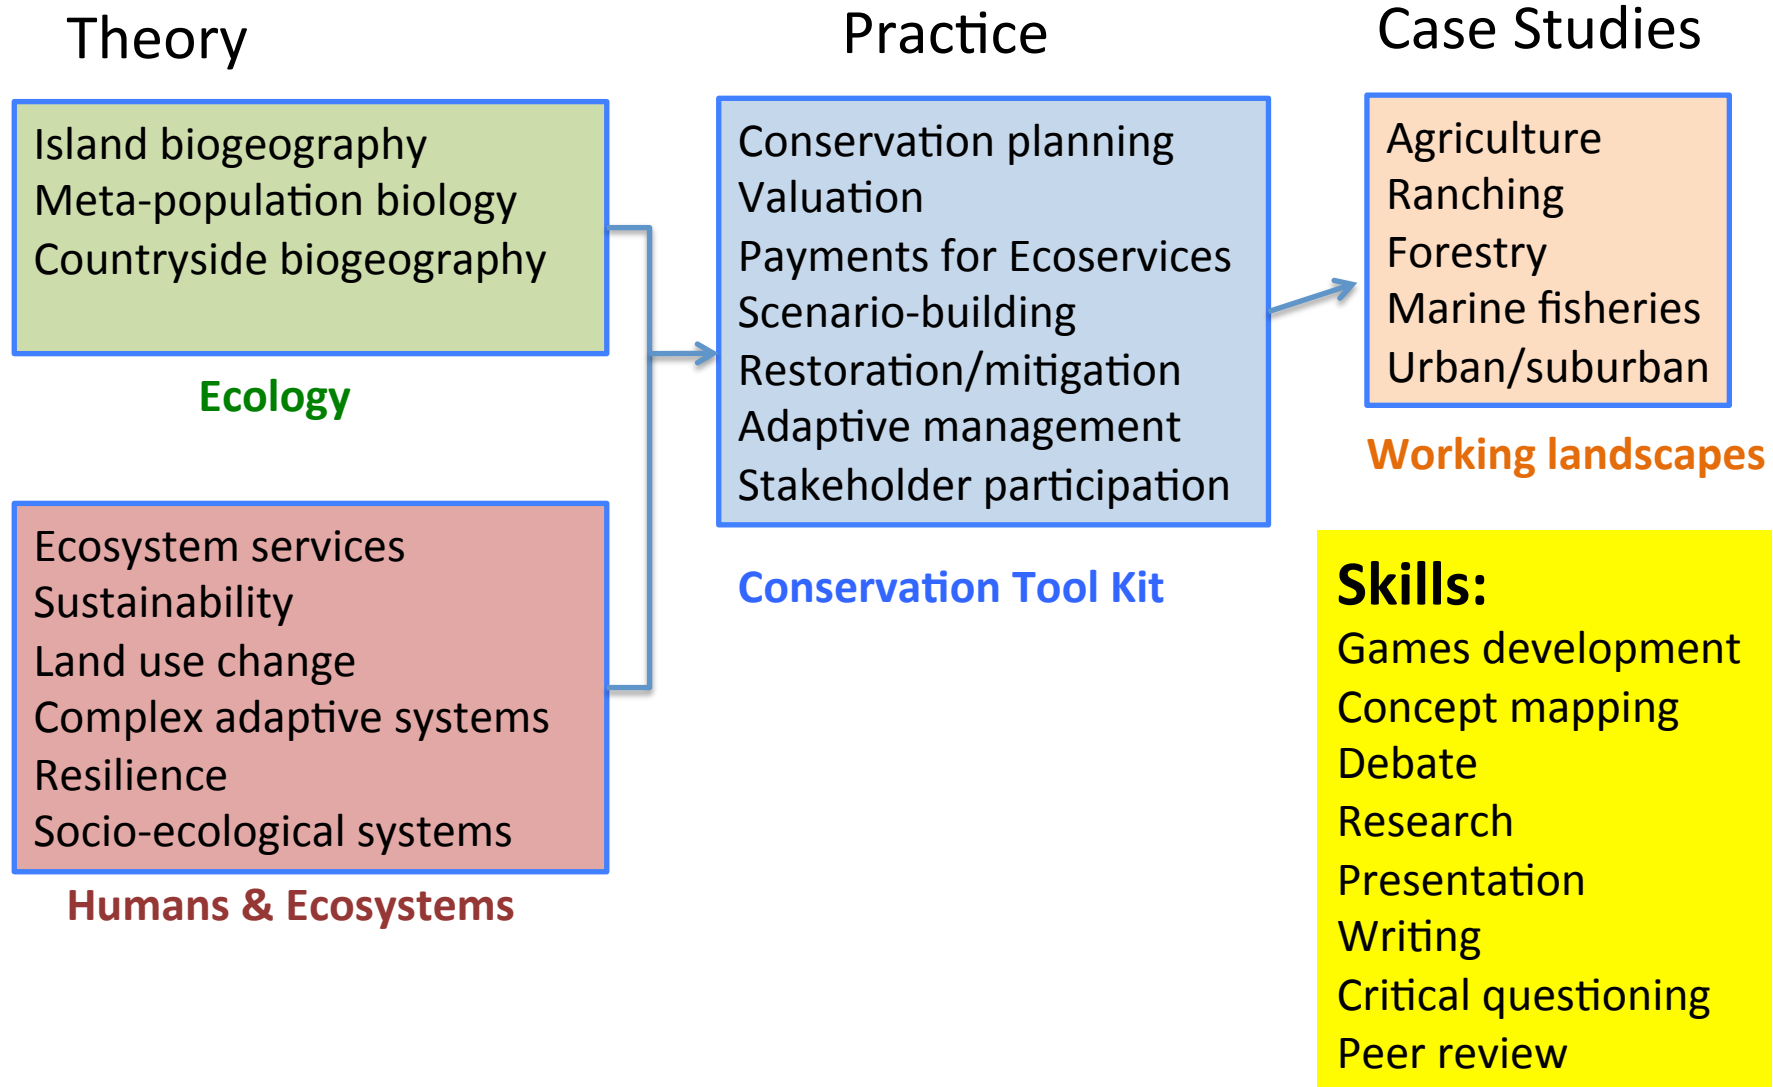 Theory
Island biogeography
Meta-population biology
Countryside biogeography
Ecology
Ecosystem services
Sustainability
Land use change
Complex adaptive systems
Resilience
Socio-ecological systems
Humans & Ecosystems
Practice
Conservation planning
Valuation
Payments for Ecoservices
Scenario-building
Restoration/mitigation
Adaptive management
Stakeholder participation
Conservation Tool Kit
Case Studies
Agriculture
Ranching
Forestry
Marine fisheries
Urban/suburban
Working landscapes
Skills:
Games development
Concept mapping
Debate
Research
Presentation
Writing
Critical questioning
Peer review